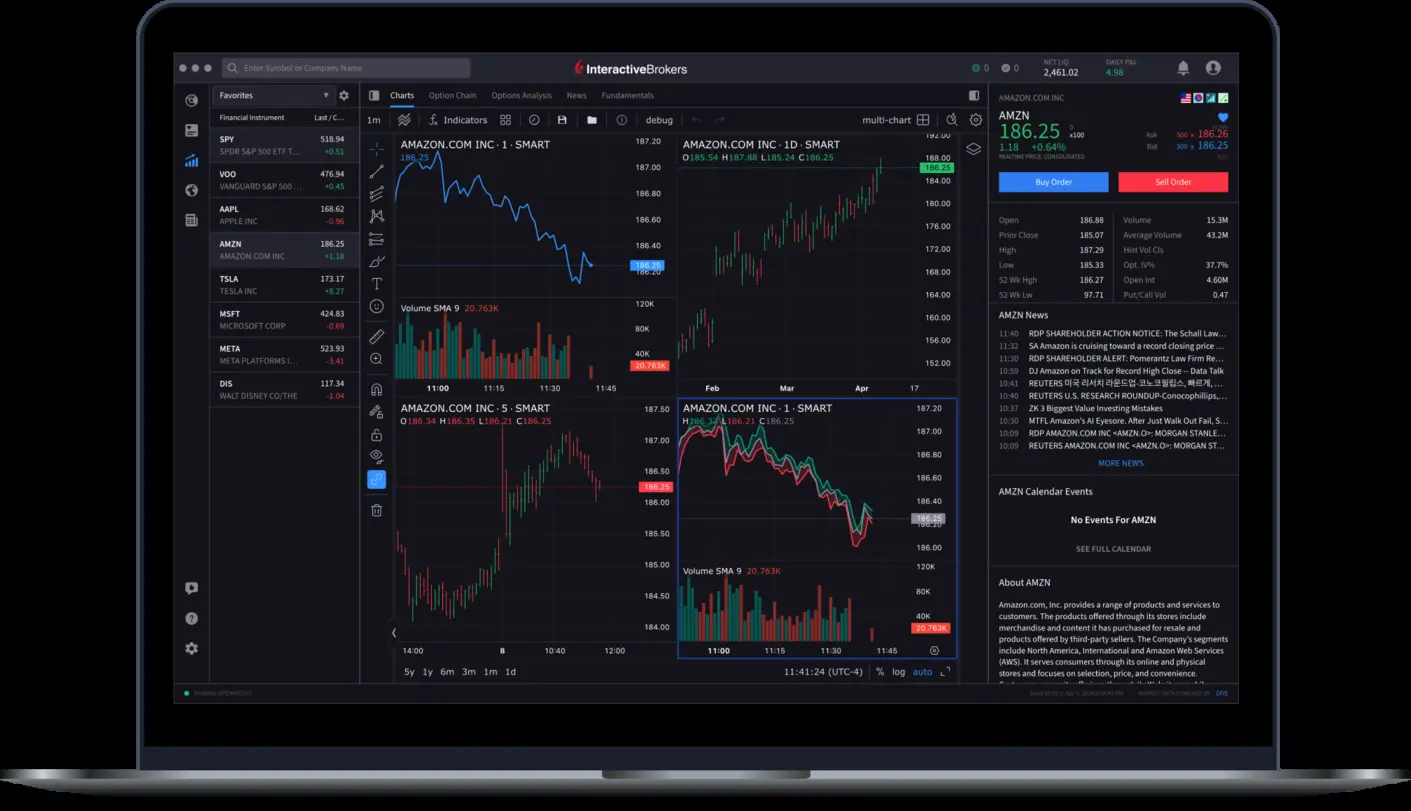 Enter Symbol or Company Name
InteractiveBrokers
0
0
NET LIQ
2,461.02
DAILY P&L
4.98
Favorites
Financial Instrument Last / C...
SPY 518.94
SPDR S&P 500 ETF T... +0.51
VOO 476.94
VANGUARD S&P 500 ... +0.45
AAPL 168.62
APPLE INC -0.96
AMZN 186.25
AMAZON.COM INC +1.18
TSLA 173.17
TESLA INC +8.27
MSFT 424.83
MICROSOFT CORP -0.69
META 523.93
META PLATFORMS I... -3.41
DIS 117.34
WALT DISNEY CO/THE -1.04
Charts Option Chain Options Analysis News Fundamentals
1m Indicators debug multi-chart
AMAZON.COM INC · 1 · SMART
186.25
187.20
187.00
186.80
186.60
186.40
186.25
186.20
Volume SMA 9 20.763K
120K
80K
40K
20.763K
11:00 11:15 11:30 11:45
AMAZON.COM INC · 1D · SMART
O185.54 H187.88 L185.24 C186.25
192.00
188.00
186.25
184.00
180.00
176.00
172.00
168.00
164.00
160.00
156.00
152.00
Feb Mar Apr 17
AMAZON.COM INC · 5 · SMART
O186.34 H186.35 L186.21 C186.25
187.50
187.00
186.50
186.25
186.00
185.50
185.00
184.50
184.00
14:00 8 10:40 12:00
AMAZON.COM INC · 1 · SMART
L186.21 C186.25
187.20
187.00
186.80
186.60
186.40
186.25
186.20
186.00
Volume SMA 9 20.763K
120K
80K
40K
20.763K
11:00 11:15 11:30 11:45
5y 1y 6m 3m 1m 1d
11:41:24 (UTC-4) % log auto
AMAZON.COM INC
AMZN
186.25 x100
1.18 +0.64%
REALTIME PRICE: CONSOLIDATED
Ask 500 x 186.26
Bid 300 x 186.25
Buy Order
Sell Order
Open 186.88
Prior Close 185.07
High 187.29
Low 185.33
52 Wk Hgh 186.27
52 Wk Lw 97.71
Volume 15.3M
Average Volume 43.2M
Hist Vol Cls
Opt. IV% 37.7%
Open Int 4.60M
Put/Call Vol 0.47
AMZN News
11:40 RDP SHAREHOLDER ACTION NOTICE: The Schall Law...
11:32 SA Amazon is cruising toward a record closing price ...
11:30 RDP SHAREHOLDER ALERT: Pomerantz Law Firm Re...
10:59 DJ Amazon on Track for Record High Close -- Data Talk
10:41 REUTERS 미국 리서치 라운드업-코노코필립스, 빠르게, ...
10:40 REUTERS U.S. RESEARCH ROUNDUP-Conocophillips,...
10:37 ZK 3 Biggest Value Investing Mistakes
10:30 MTFL Amazon's AI Eyesore. After Just Walk Out Fail, S...
10:09 RDP AMAZON.COM INC <AMZN.O>: MORGAN STANLE...
10:09 REUTERS AMAZON.COM INC <AMZN.O>: MORGAN ST...
MORE NEWS
AMZN Calendar Events
No Events For AMZN
SEE FULL CALENDAR
About AMZN
Amazon.com, Inc. provides a range of products and services to
customers. The products offered through its stores include
merchandise and content it has purchased for resale and
products offered by third-party sellers. The Company's segments
include North America, International and Amazon Web Services
(AWS). It serves consumers through its online and physical
stores and focuses on selection, price, and convenience.